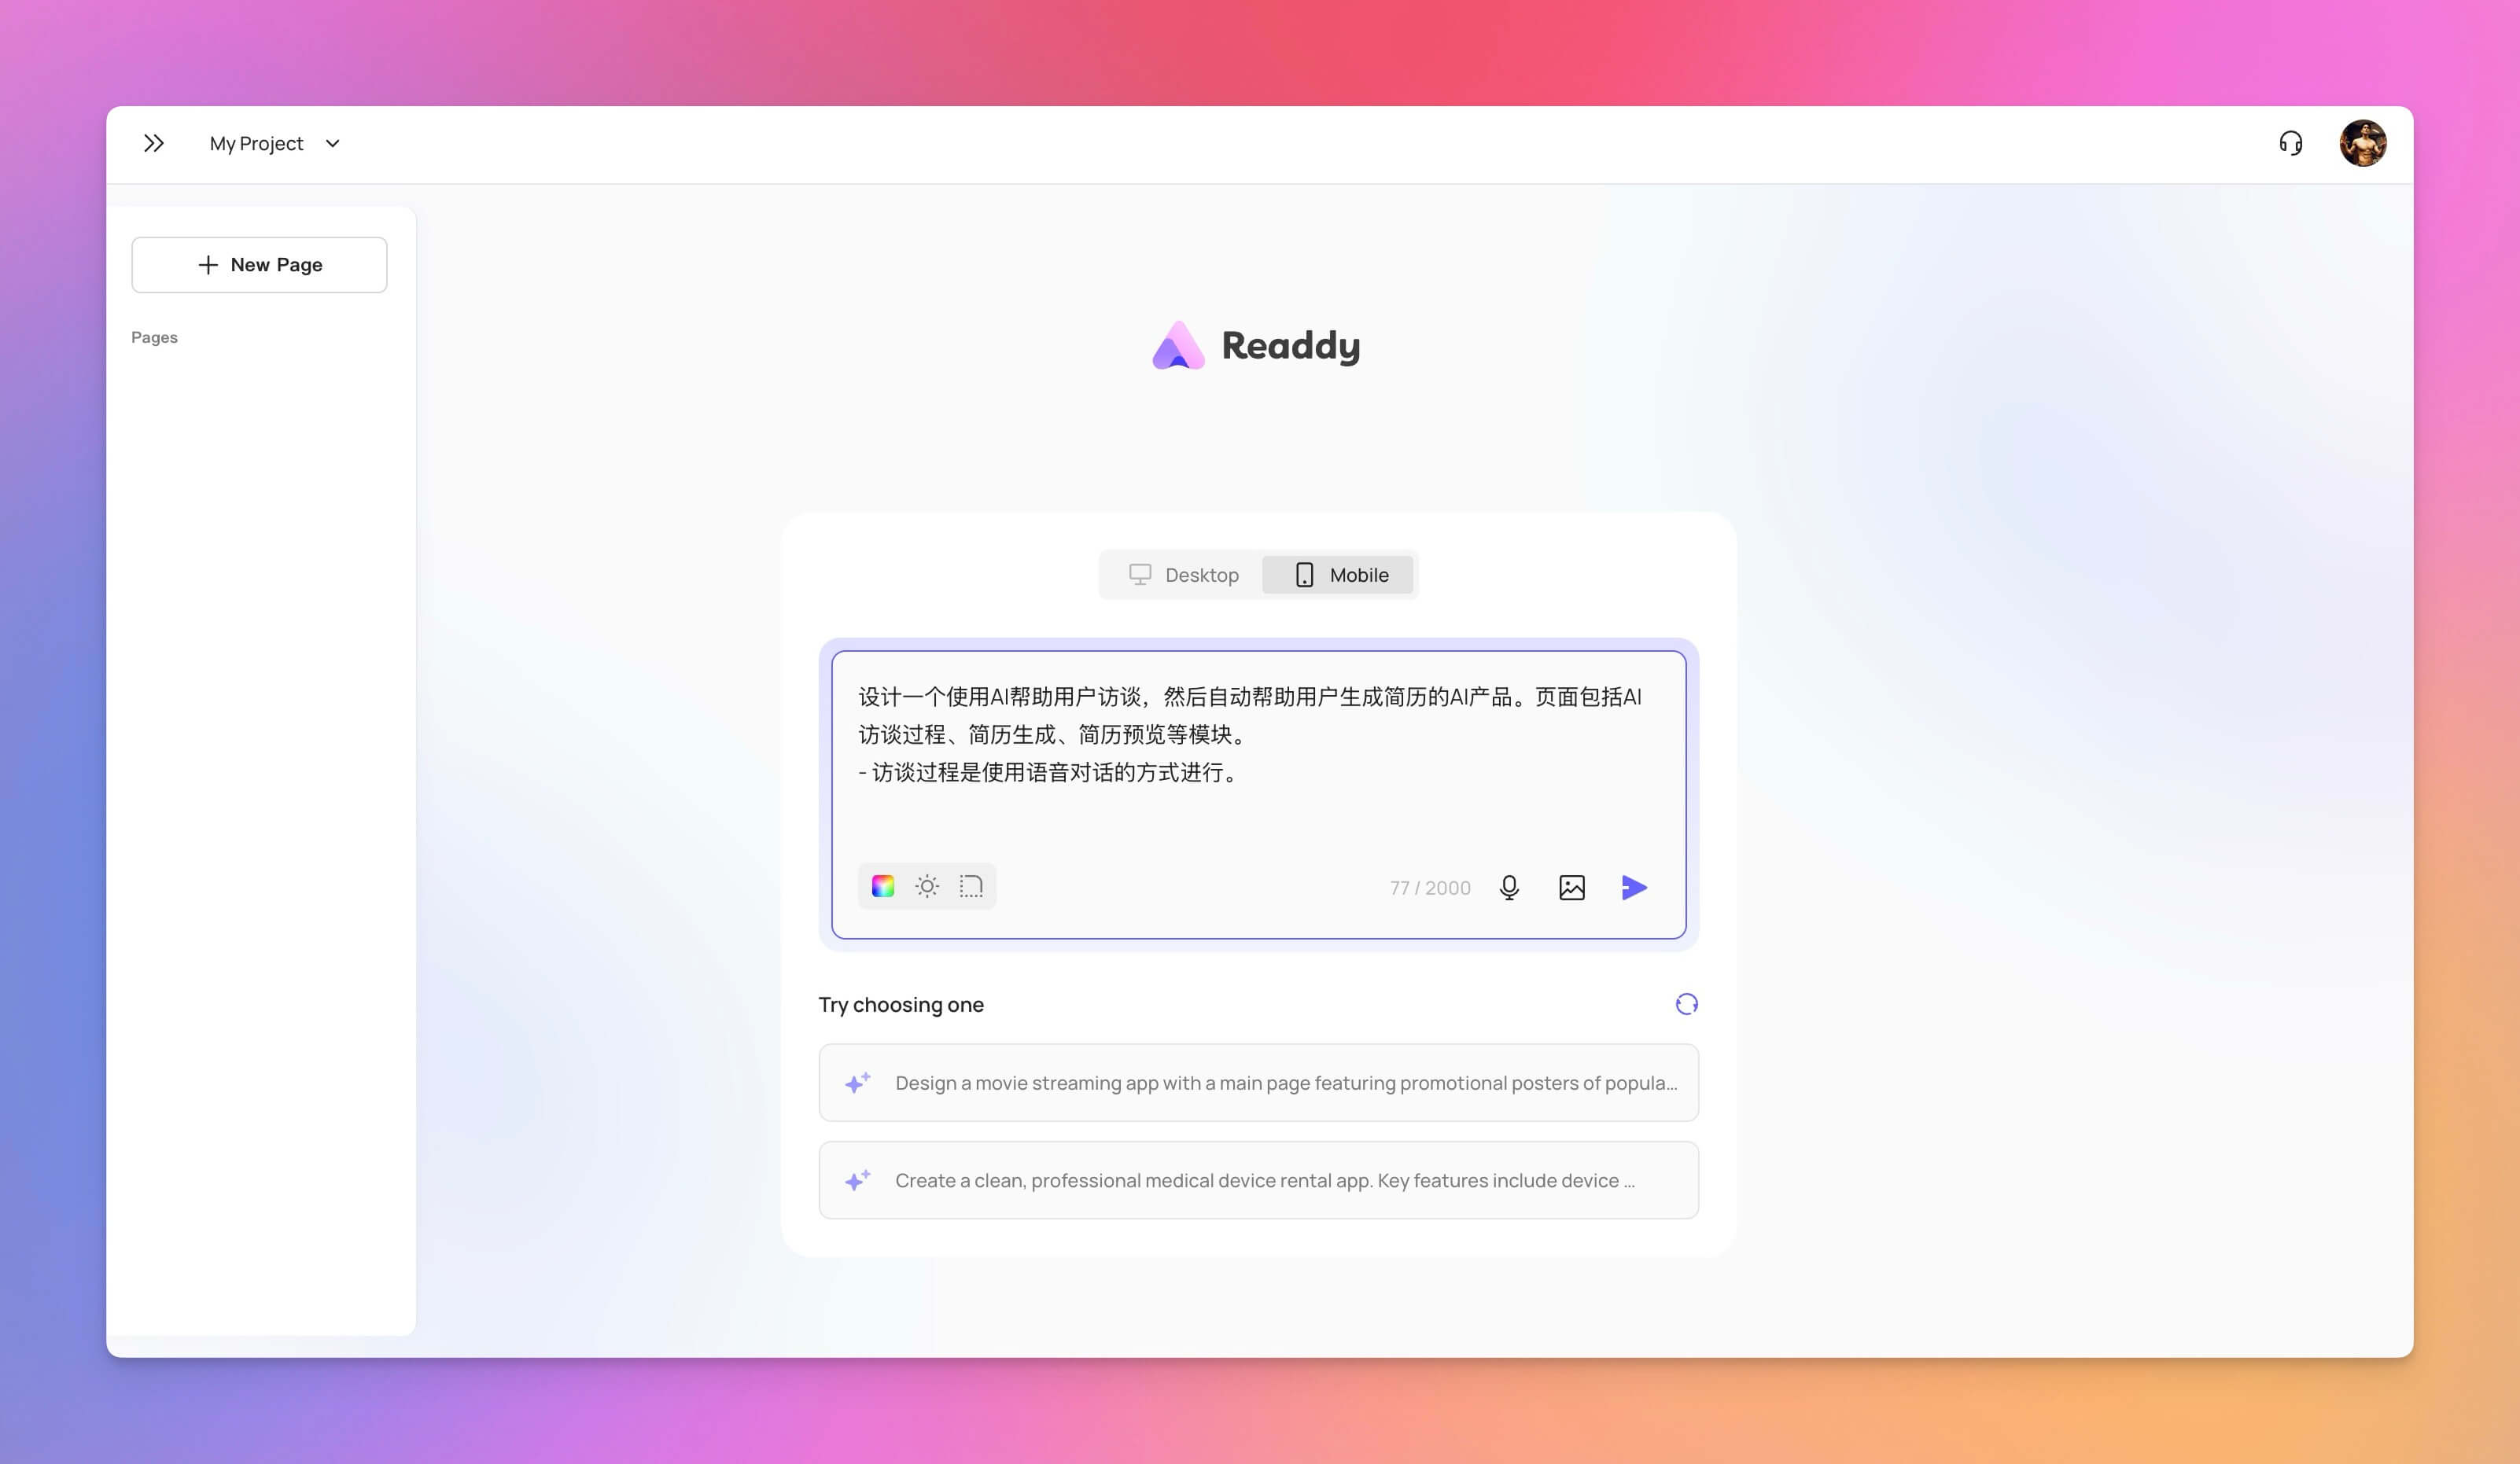 My Project
New Page
Pages
Readdy
Desktop
Mobile
设计一个使用AI帮助用户访谈，然后自动帮助用户生成简历的AI产品。页面包括AI
访谈过程、简历生成、简历预览等模块。
- 访谈过程是使用语音对话的方式进行。
77 / 2000
Try choosing one
Design a movie streaming app with a main page featuring promotional posters of popula...
Create a clean, professional medical device rental app. Key features include device ...